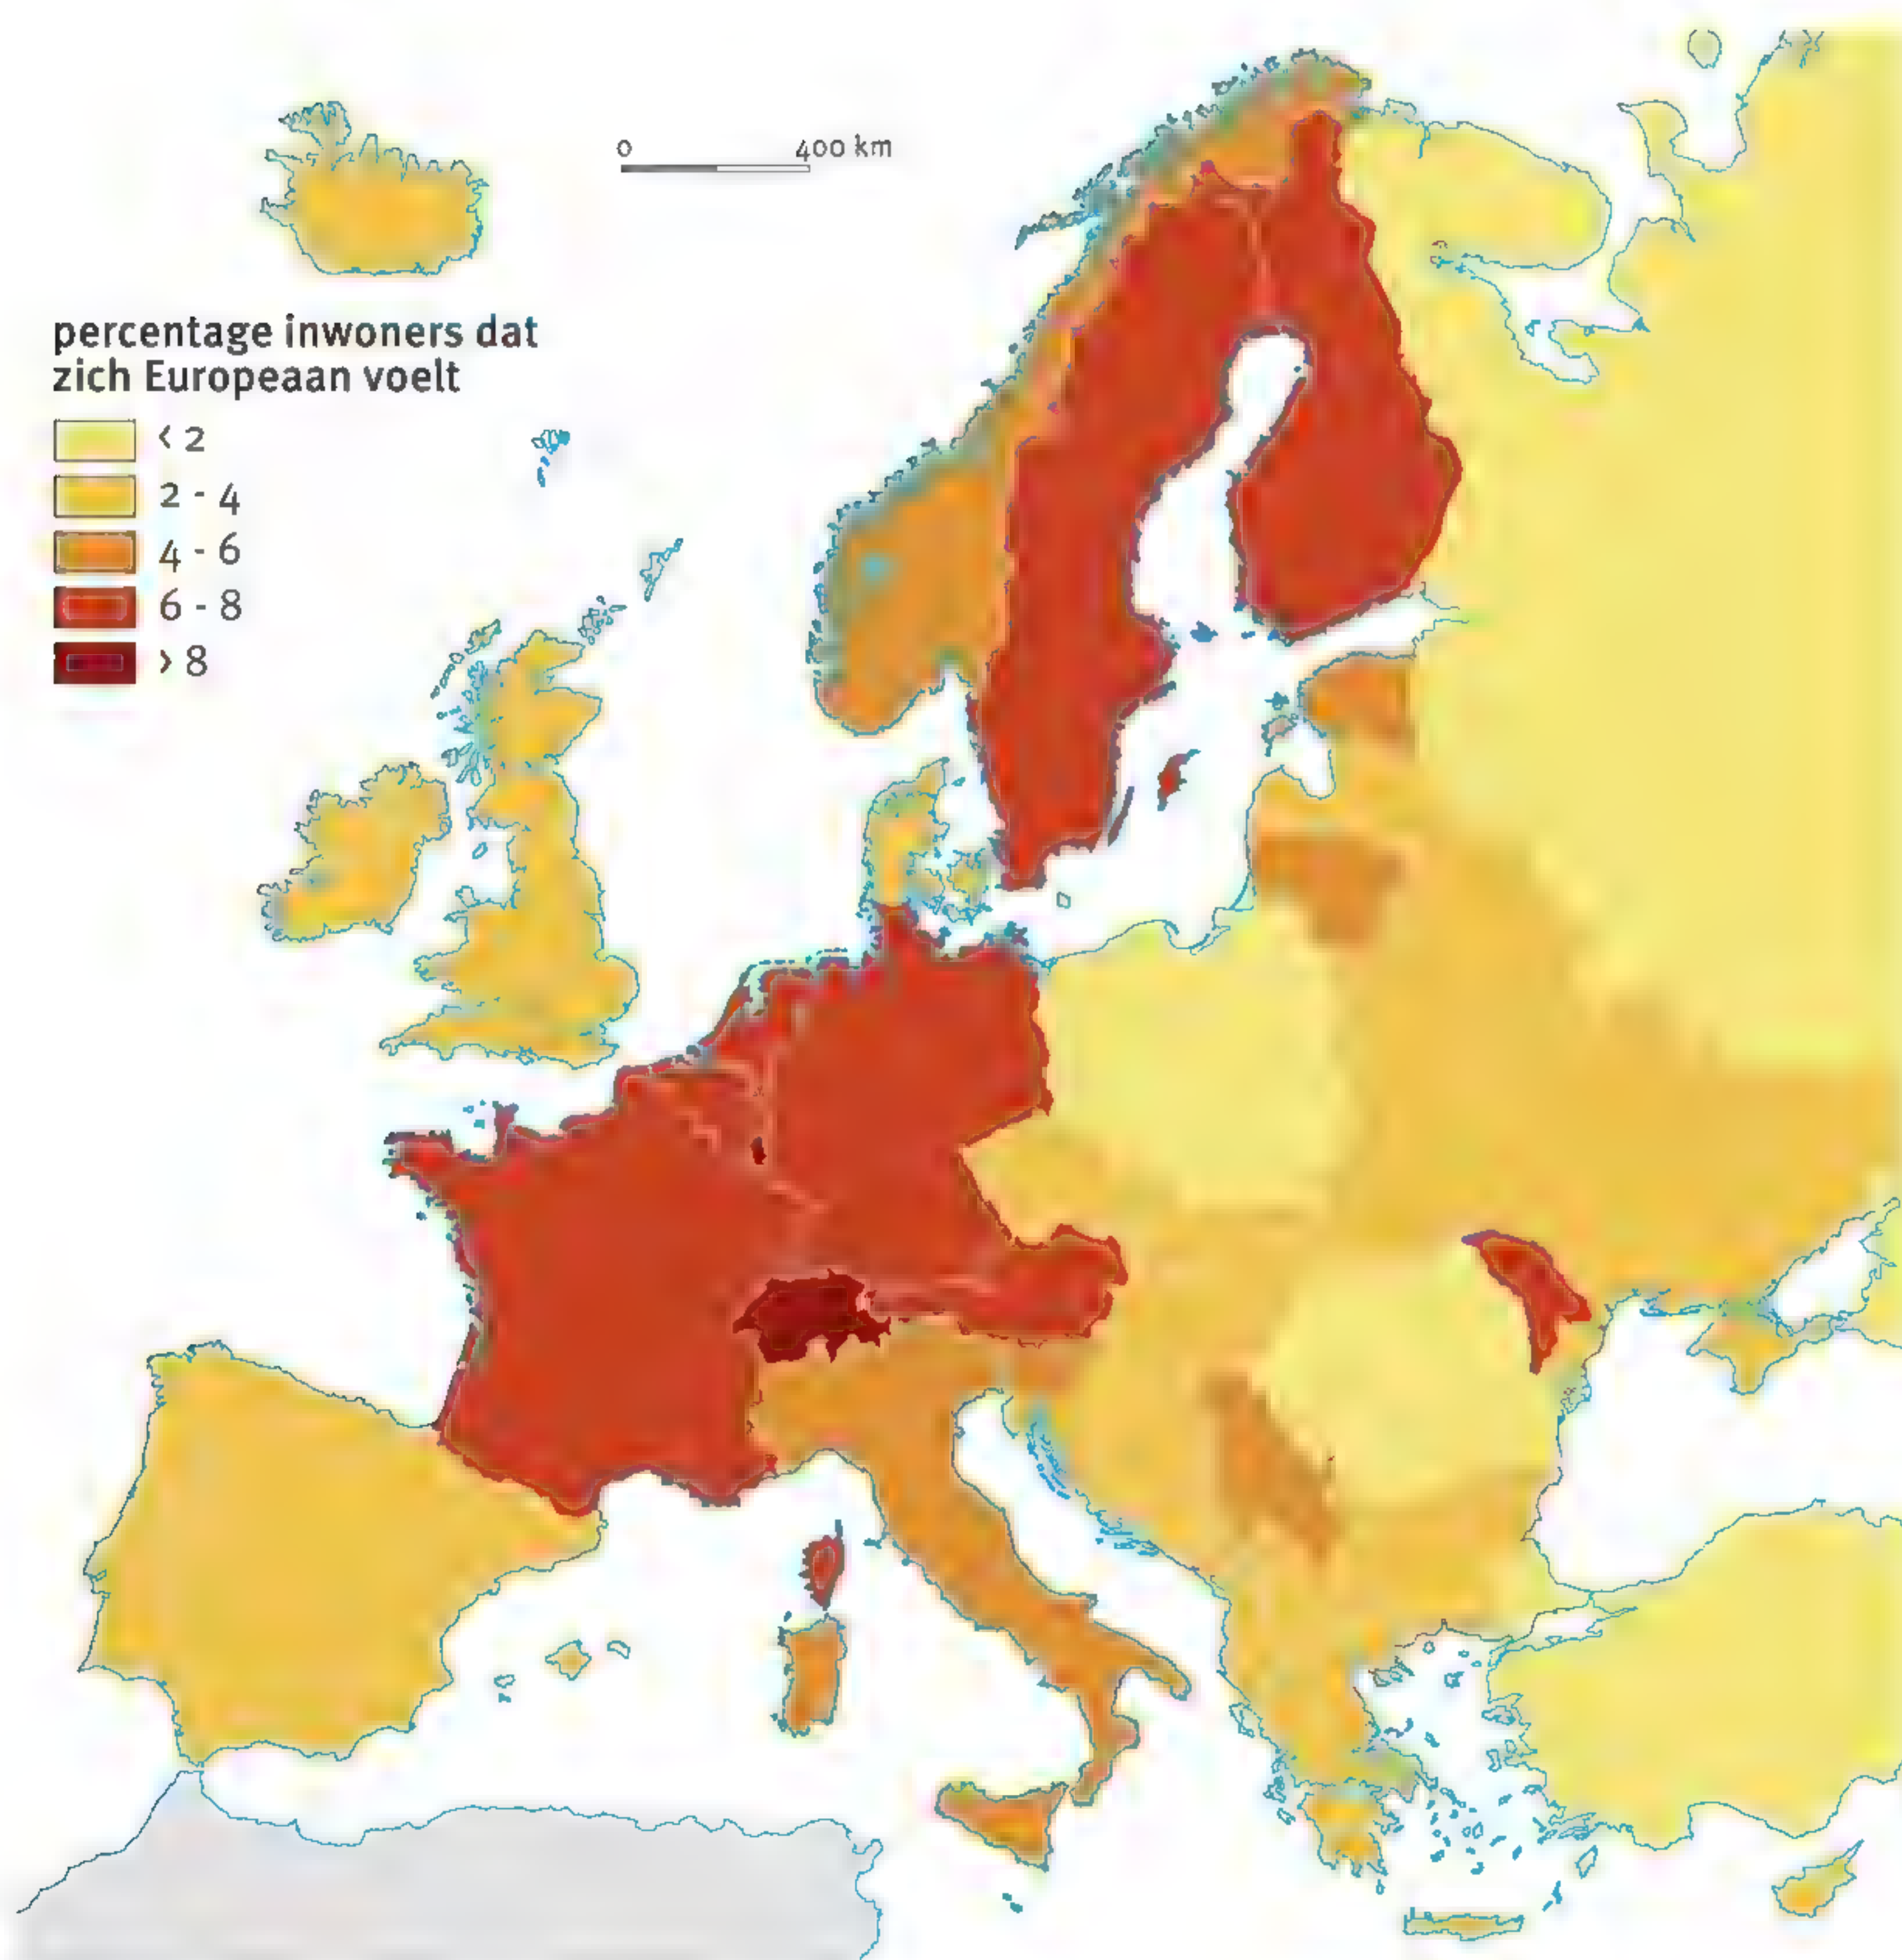 0 400 km
percentage inwoners dat
zich Europeaan voelt
< 2
2 - 4
4 - 6
6 - 8
> 8